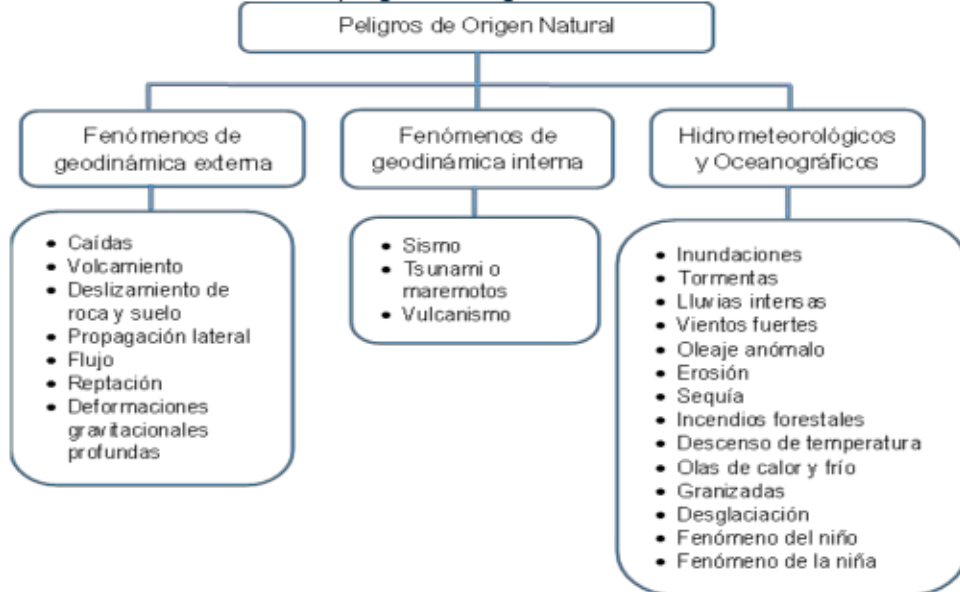 Peligros de Origen Natural
Fenómenos de
geodinámica externa
Fenómenos de
geodinámica interna
Hidrometeorológicos
y Oceanográficos
• Caídas
• Volcamiento
• Deslizamiento de
roca y suelo
• Propagación lateral
• Flujo
• Reptación
• Deformaciones
gravitacionales
profundas
• Sismo
• Tsunami o
maremotos
• Vulcanismo
• Inundaciones
• Tormentas
• Lluvias intensas
• Vientos fuertes
• Oleaje anómalo
• Erosión
• Sequía
• Incendios forestales
• Descenso de temperatura
• Olas de calor y frío
• Granizadas
• Desglaciación
• Fenómeno del niño
• Fenómeno de la niña